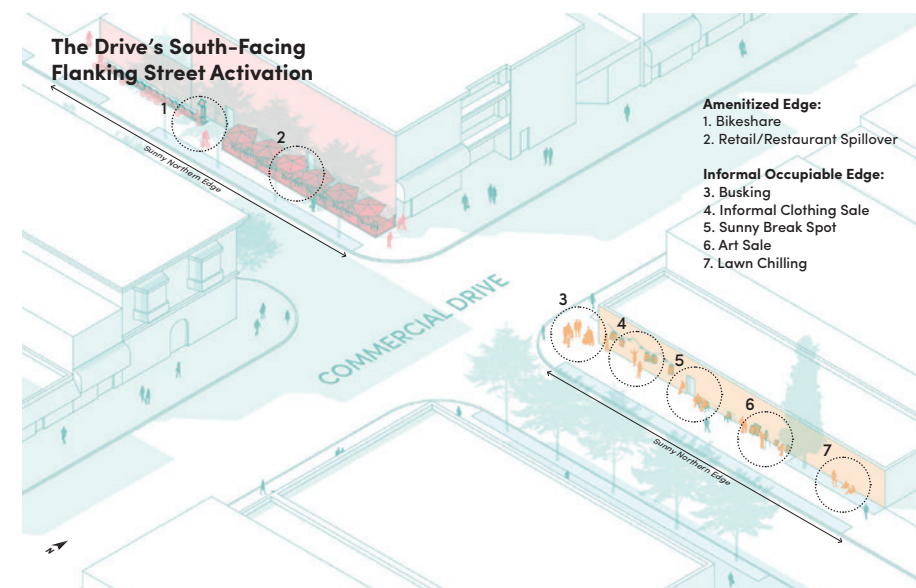 The Drive's South-Facing
Flanking Street Activation
1
2
Sunny Northern Edge
Amenitized Edge:
1. Bikeshare
2. Retail/Restaurant Spillover
Informal Occupiable Edge:
3. Busking
4. Informal Clothing Sale
5. Sunny Break Spot
6. Art Sale
7. Lawn Chilling
COMMERCIAL DRIVE
3
4
5
6
7
Sunny Northern Edge
N